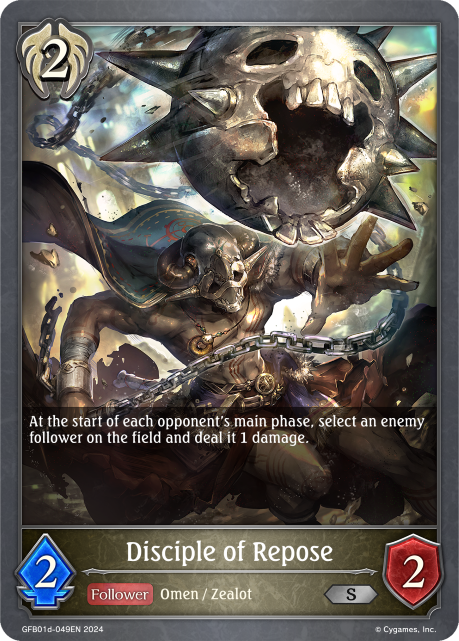 2
At the start of each opponent's main phase, select an enemy
follower on the field and deal it 1 damage.
Disciple of Repose
2
Follower Omen / Zealot
S
2
GFB01d-049EN 2024
© Cygames, Inc.